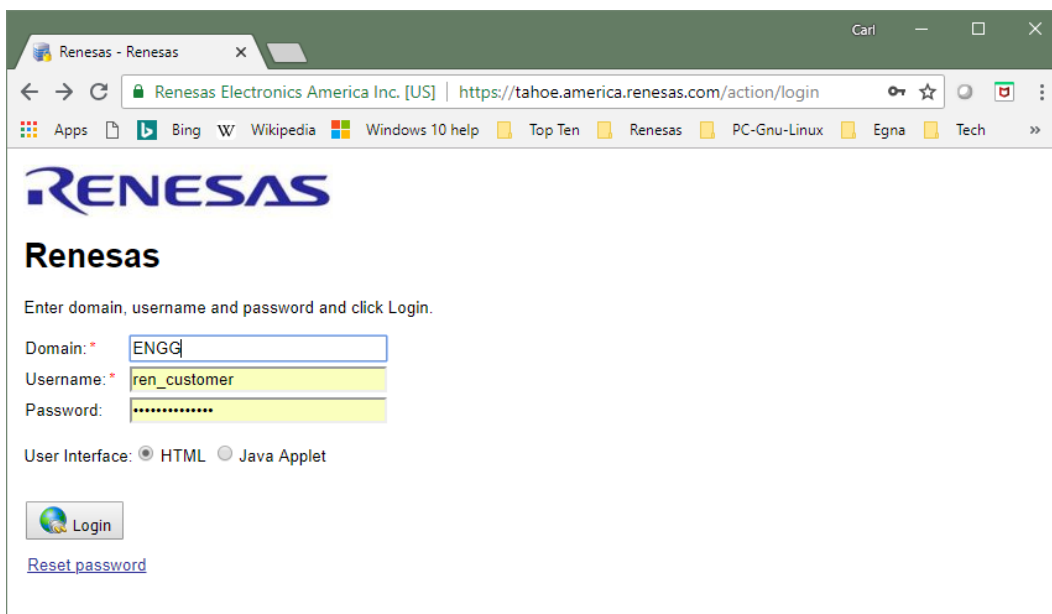 Carl
Renesas - Renesas
Renesas Electronics America Inc. [US] | https://tahoe.america.renesas.com/action/login
Apps Bing W Wikipedia Windows 10 help Top Ten Renesas PC-Gnu-Linux Egna Tech »
RENESAS
Renesas
Enter domain, username and password and click Login.
Domain:* ENGG
Username:* ren_customer
Password: ••••••••••••••
User Interface: HTML Java Applet
Login
Reset password